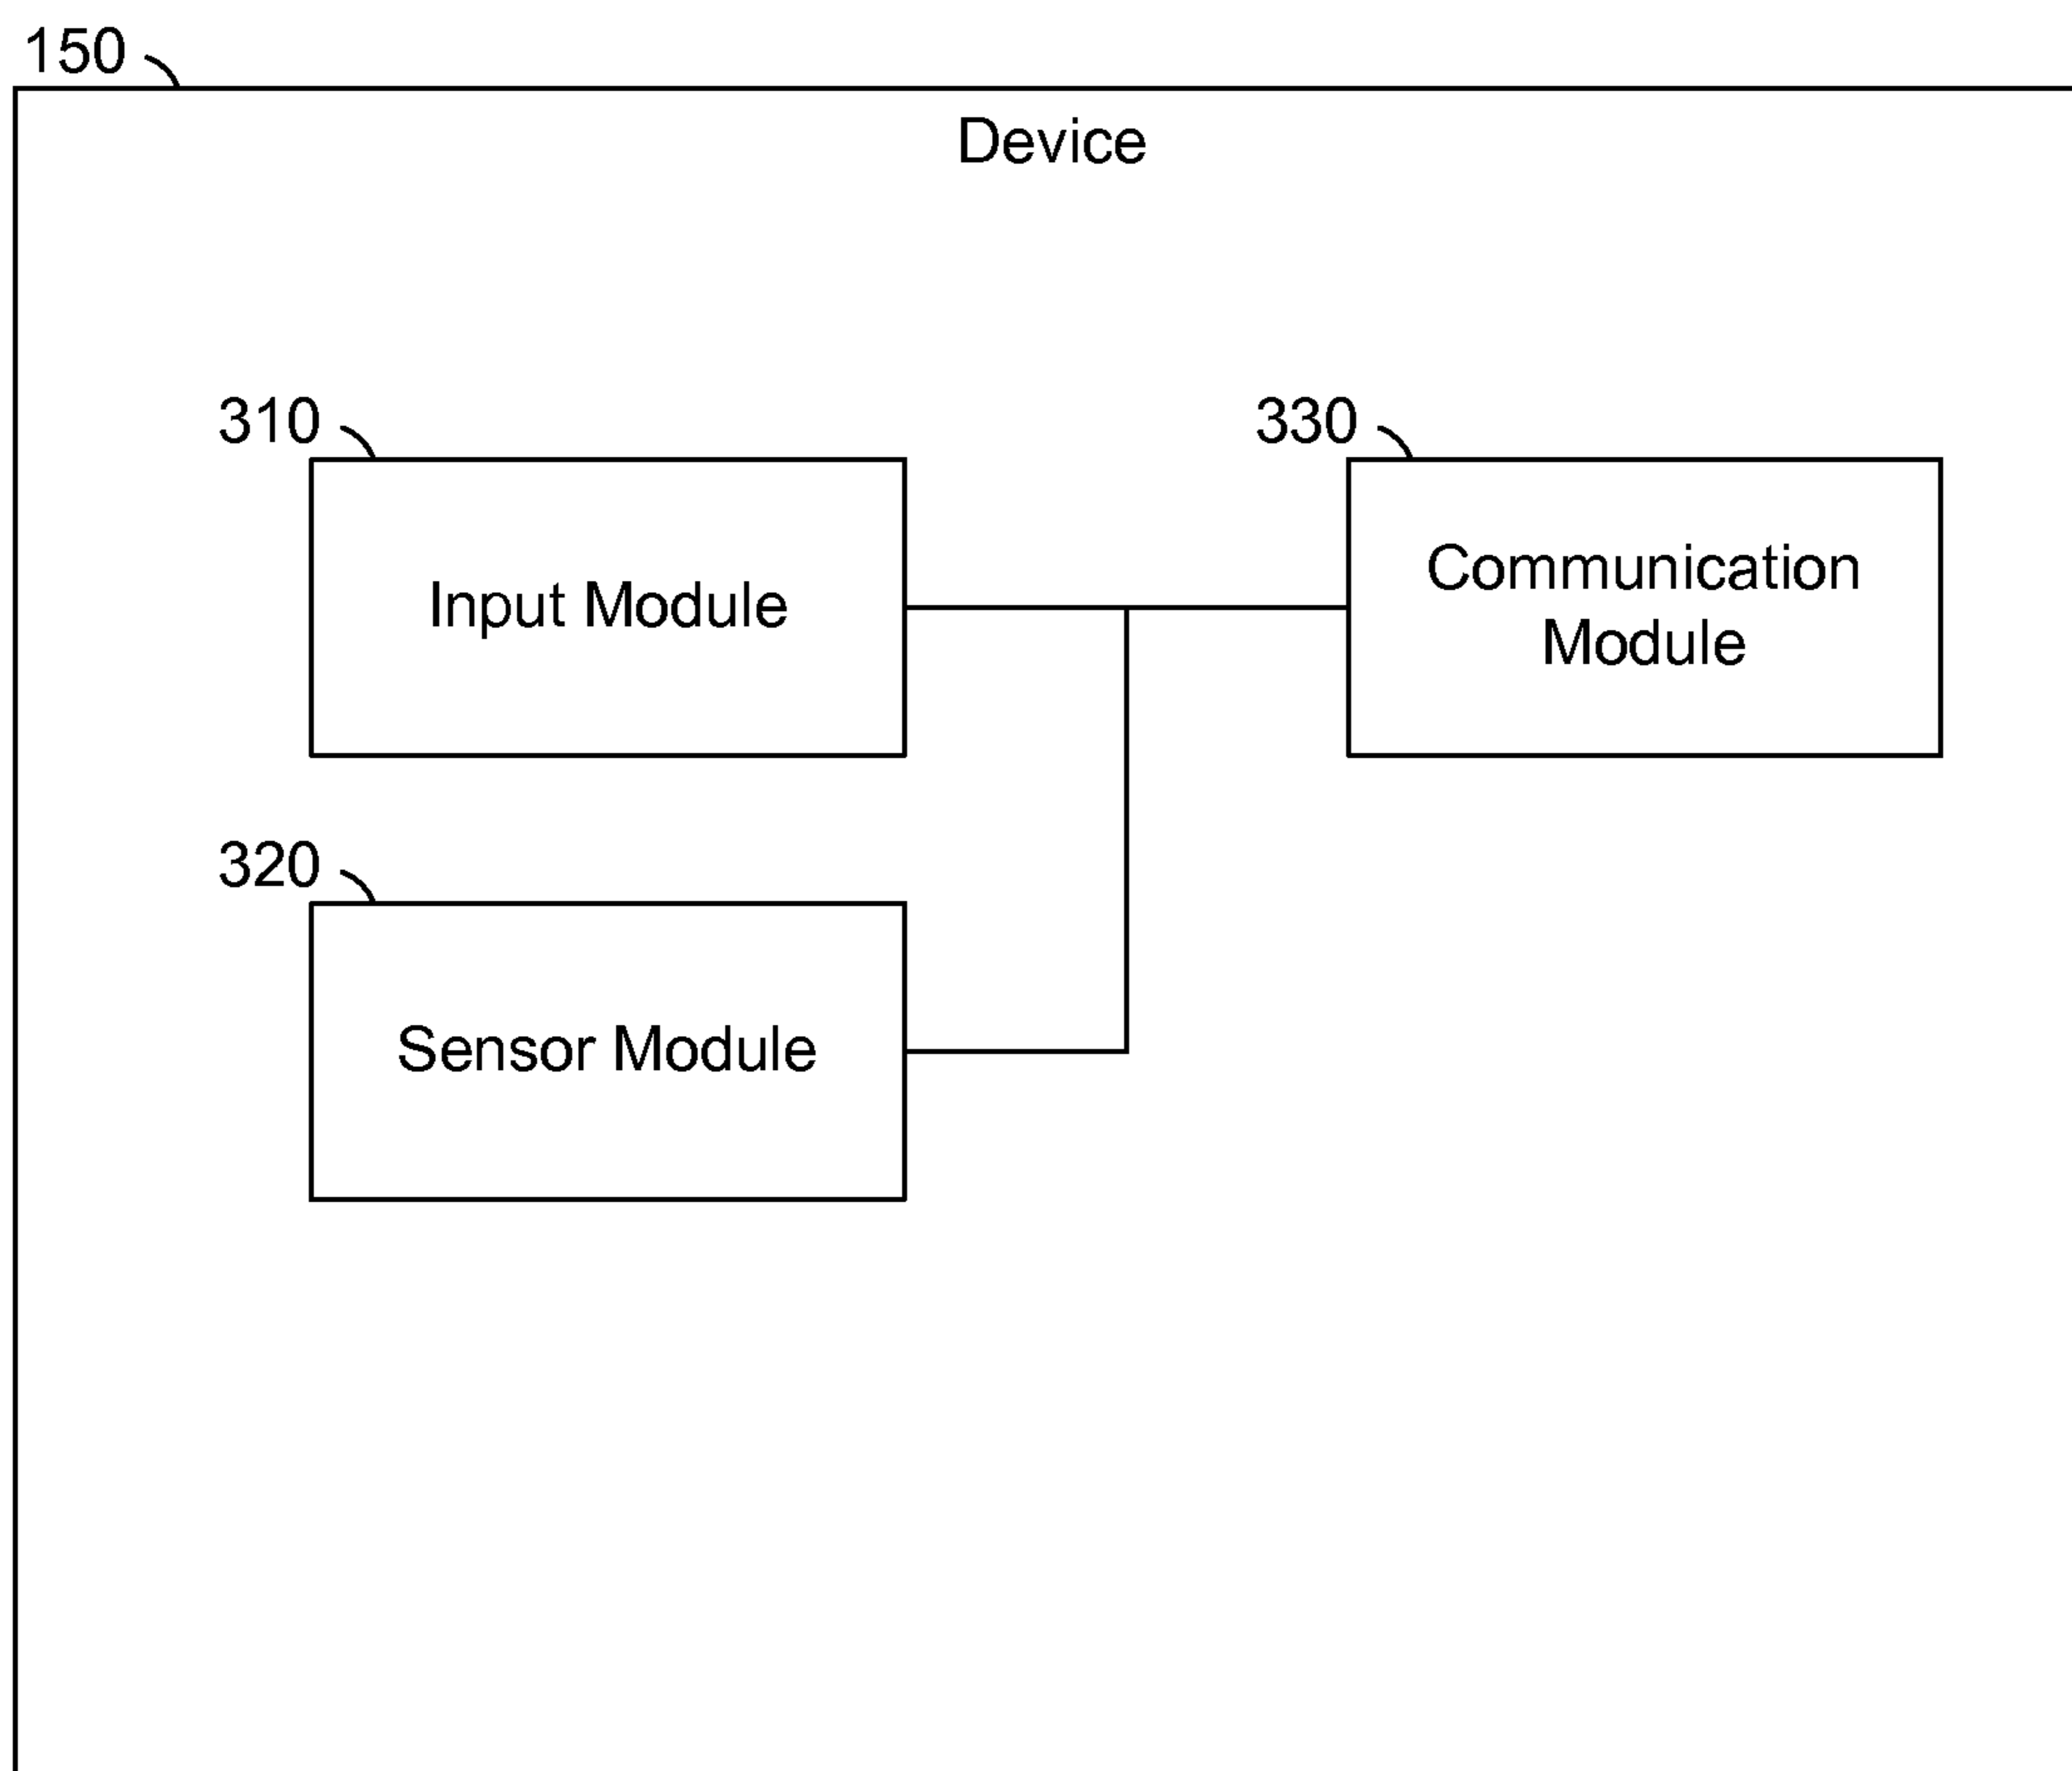 150
Device
310
330
Input Module
Communication
Module
320
Sensor Module